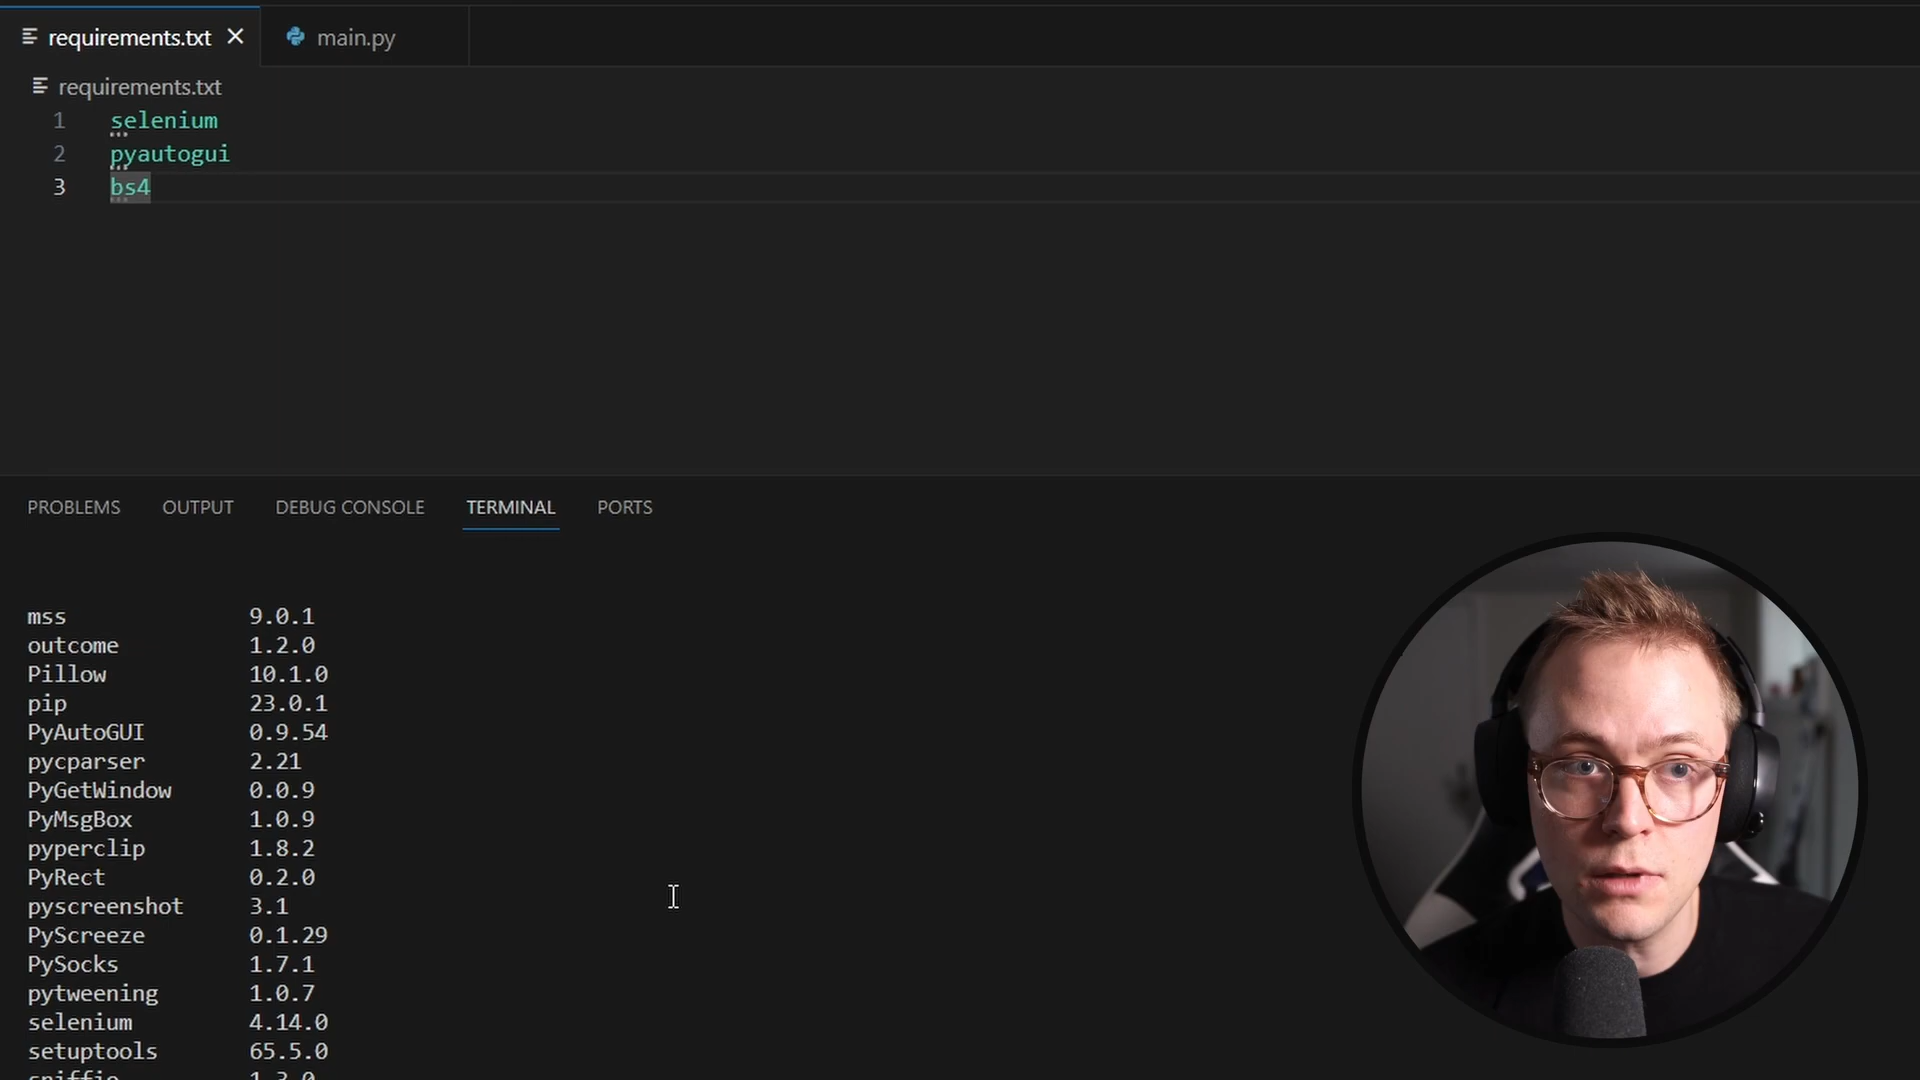 requirements.txt
main.py
requirements.txt
1 selenium
2 pyautogui
3 bs4
PROBLEMS OUTPUT DEBUG CONSOLE TERMINAL PORTS
mss 9.0.1
outcome 1.2.0
Pillow 10.1.0
pip 23.0.1
PyAutoGUI 0.9.54
pycparser 2.21
PyGetWindow 0.0.9
PyMsgBox 1.0.9
pyperclip 1.8.2
PyRect 0.2.0
pyscreenshot 3.1
PyScreeze 0.1.29
PySocks 1.7.1
pytweening 1.0.7
selenium 4.14.0
setuptools 65.5.0
sniffio 1.3.0